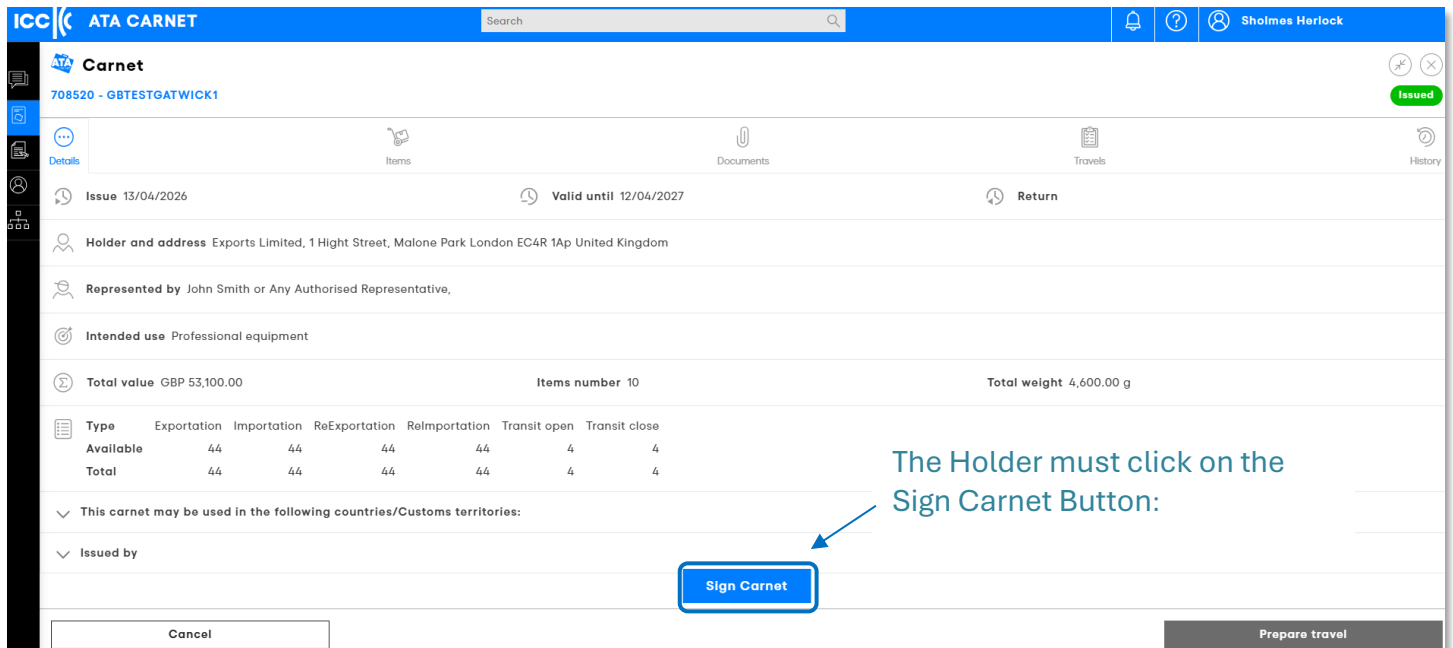 ICC ATA CARNET Search Sholmes Herlock
ATA Carnet
708520 - GBTESTGATWICK1 Issued
Details Items Documents Travels History
Issue 13/04/2026 Valid until 12/04/2027 Return
Holder and address Exports Limited, 1 Hight Street, Malone Park London EC4R 1Ap United Kingdom
Represented by John Smith or Any Authorised Representative,
Intended use Professional equipment
Total value GBP 53,100.00 Items number 10 Total weight 4,600.00 g
Type Exportation Importation ReExportation ReImportation Transit open Transit close
Available 44 44 44 44 4 4
Total 44 44 44 44 4 4
The Holder must click on the
Sign Carnet Button:
This carnet may be used in the following countries/Customs territories:
Issued by
Sign Carnet
Cancel Prepare travel